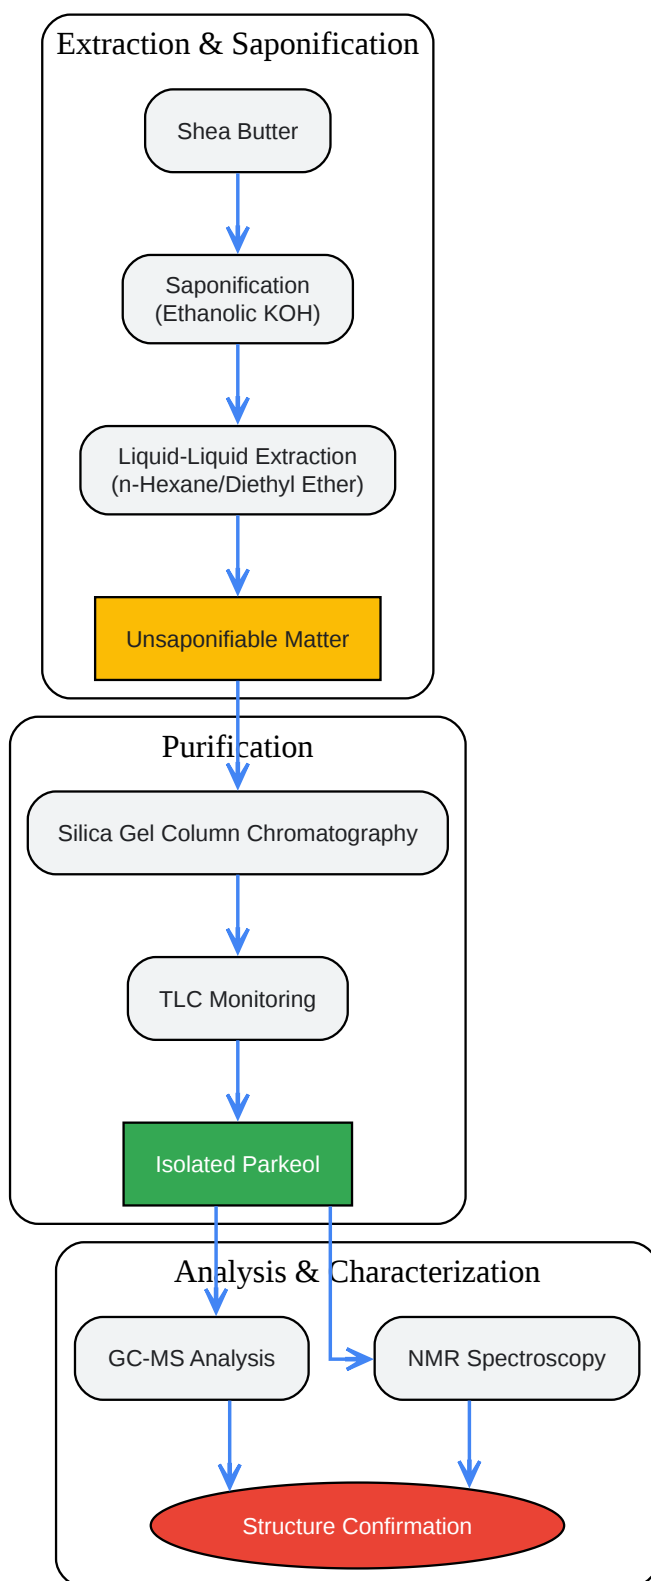 Extraction & Saponification
Shea Butter
Saponification
(Ethanolic KOH)
Liquid-Liquid Extraction
(n-Hexane/Diethyl Ether)
Unsaponifiable Matter
Purification
Silica Gel Column Chromatography
TLC Monitoring
Isolated Parkeol
Analysis & Characterization
GC-MS Analysis
NMR Spectroscopy
Structure Confirmation